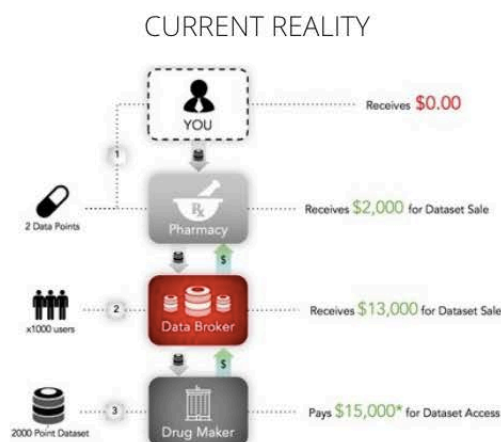 CURRENT REALITY
YOU
Receives $0.00
1
2 Data Points
Rx
Pharmacy
Receives $2,000 for Dataset Sale
$
x1000 users
2
Data Broker
Receives $13,000 for Dataset Sale
$
2000 Point Dataset
3
Drug Maker
Pays $15,000* for Dataset Access